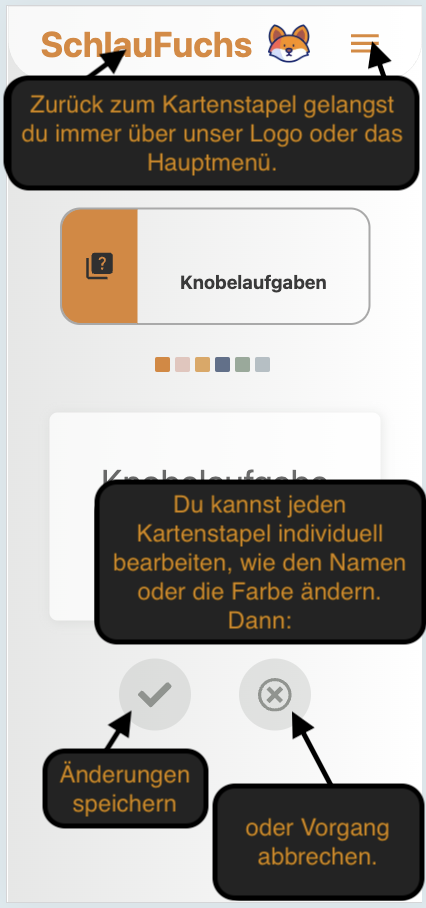 SchlauFuchs
Zurück zum Kartenstapel gelangst
du immer über unser Logo oder das
Hauptmenü.
?
Knobelaufgaben
Knobelaufgabe
Du kannst jeden
Kartenstapel individuell
bearbeiten, wie den Namen
oder die Farbe ändern.
Dann:
Änderungen
speichern
oder Vorgang
abbrechen.